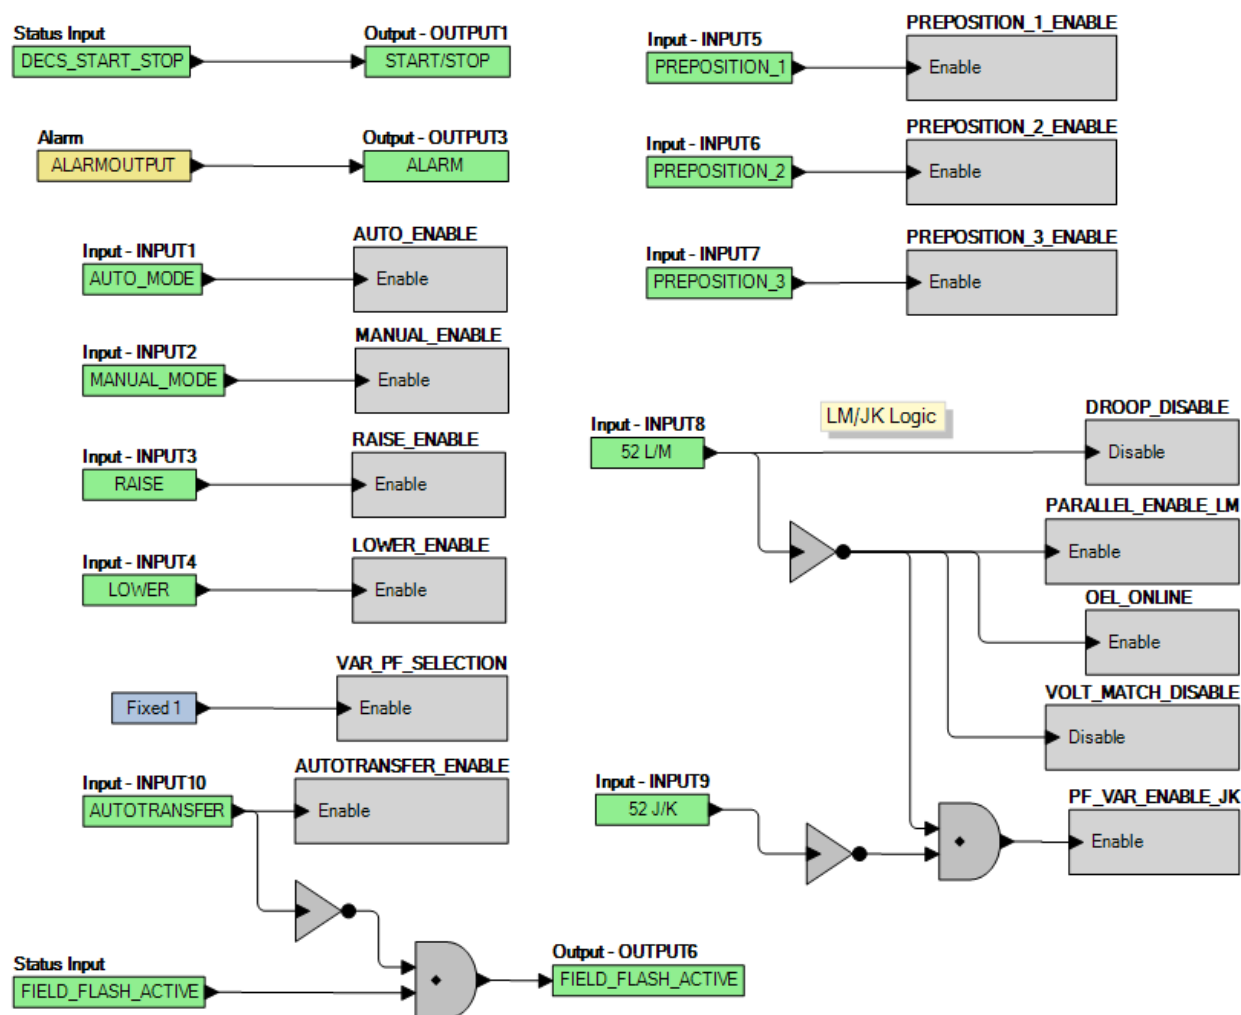 Status Input
DECS_START_STOP
Output - OUTPUT1
START/STOP
Alarm
ALARMOUTPUT
Output - OUTPUT3
ALARM
Input - INPUT1
AUTO_MODE
AUTO_ENABLE
Enable
Input - INPUT2
MANUAL_MODE
MANUAL_ENABLE
Enable
Input - INPUT3
RAISE
RAISE_ENABLE
Enable
Input - INPUT4
LOWER
LOWER_ENABLE
Enable
Fixed 1
VAR_PF_SELECTION
Enable
Input - INPUT10
AUTOTRANSFER
AUTOTRANSFER_ENABLE
Enable
Status Input
FIELD_FLASH_ACTIVE
Output - OUTPUT6
FIELD_FLASH_ACTIVE
Input - INPUT5
PREPOSITION_1
PREPOSITION_1_ENABLE
Enable
Input - INPUT6
PREPOSITION_2
PREPOSITION_2_ENABLE
Enable
Input - INPUT7
PREPOSITION_3
PREPOSITION_3_ENABLE
Enable
LM/JK Logic
Input - INPUT8
52 L/M
DROOP_DISABLE
Disable
PARALLEL_ENABLE_LM
Enable
OEL_ONLINE
Enable
VOLT_MATCH_DISABLE
Disable
Input - INPUT9
52 J/K
PF_VAR_ENABLE_JK
Enable